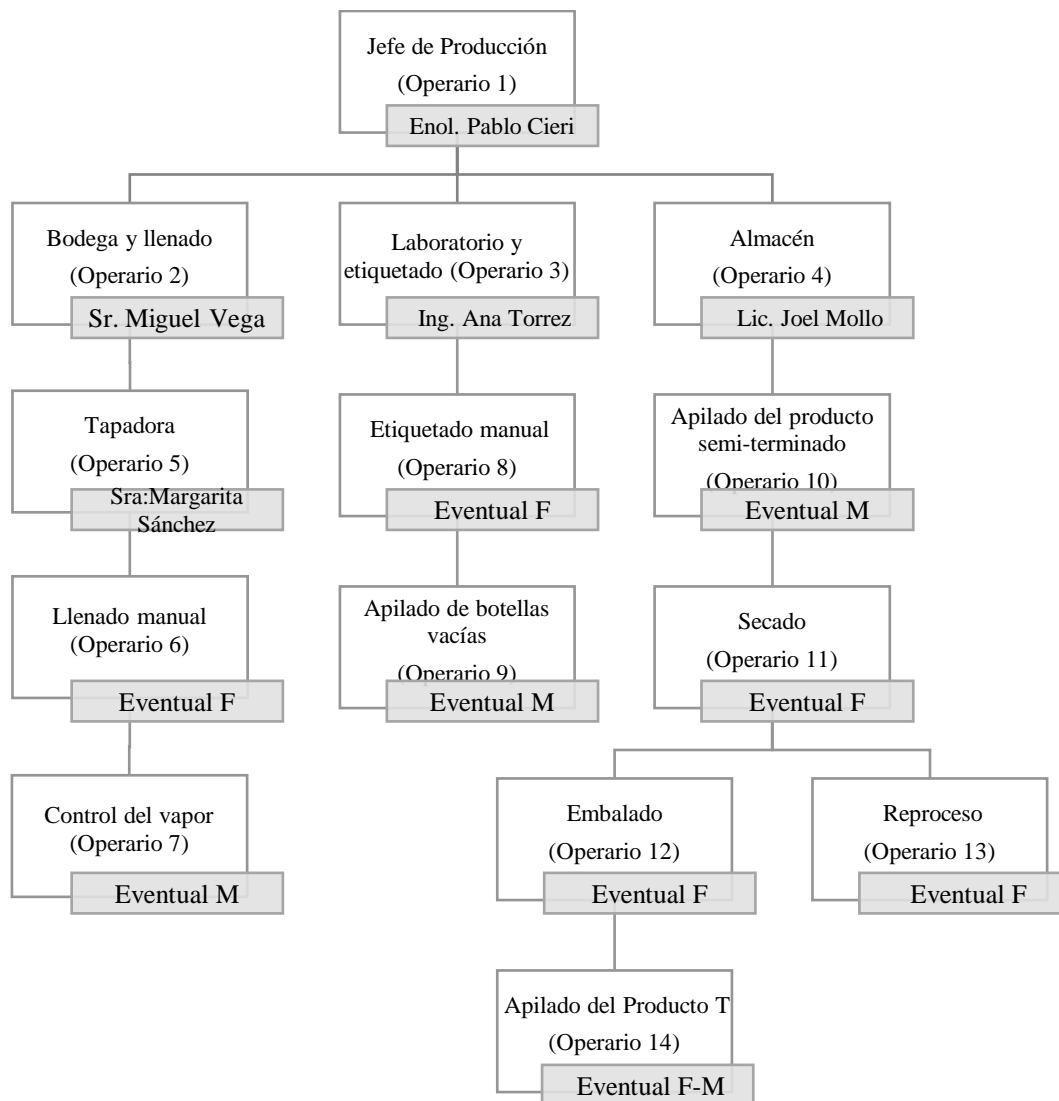 Jefe de Producción
(Operario 1)
Enol. Pablo Cieri
Bodega y llenado
(Operario 2)
Sr. Miguel Vega
Laboratorio y
etiquetado (Operario 3)
Ing. Ana Torrez
Almacén
(Operario 4)
Lic. Joel Mollo
Tapadora
(Operario 5)
Sra:Margarita
Sánchez
Etiquetado manual
(Operario 8)
Eventual F
Apilado del producto
semi-terminado
(Operario 10)
Eventual M
Llenado manual
(Operario 6)
Eventual F
Apilado de botellas
vacías
(Operario 9)
Eventual M
Secado
(Operario 11)
Eventual F
Control del vapor
(Operario 7)
Eventual M
Embalado
(Operario 12)
Eventual F
Reproceso
(Operario 13)
Eventual F
Apilado del Producto T
(Operario 14)
Eventual F-M